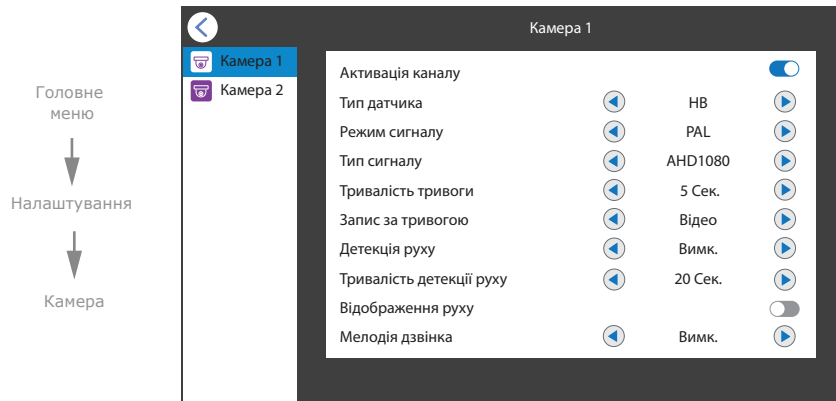 Головне
меню
Налаштування
Камера
Камера 1
Камера 1
Камера 2
Активація каналу
Тип датчика НВ
Режим сигналу PAL
Тип сигналу AHD1080
Тривалість тривоги 5 Сек.
Запис за тривогою Відео
Детекція руху Вимк.
Тривалість детекції руху 20 Сек.
Відображення руху
Мелодія дзвінка Вимк.